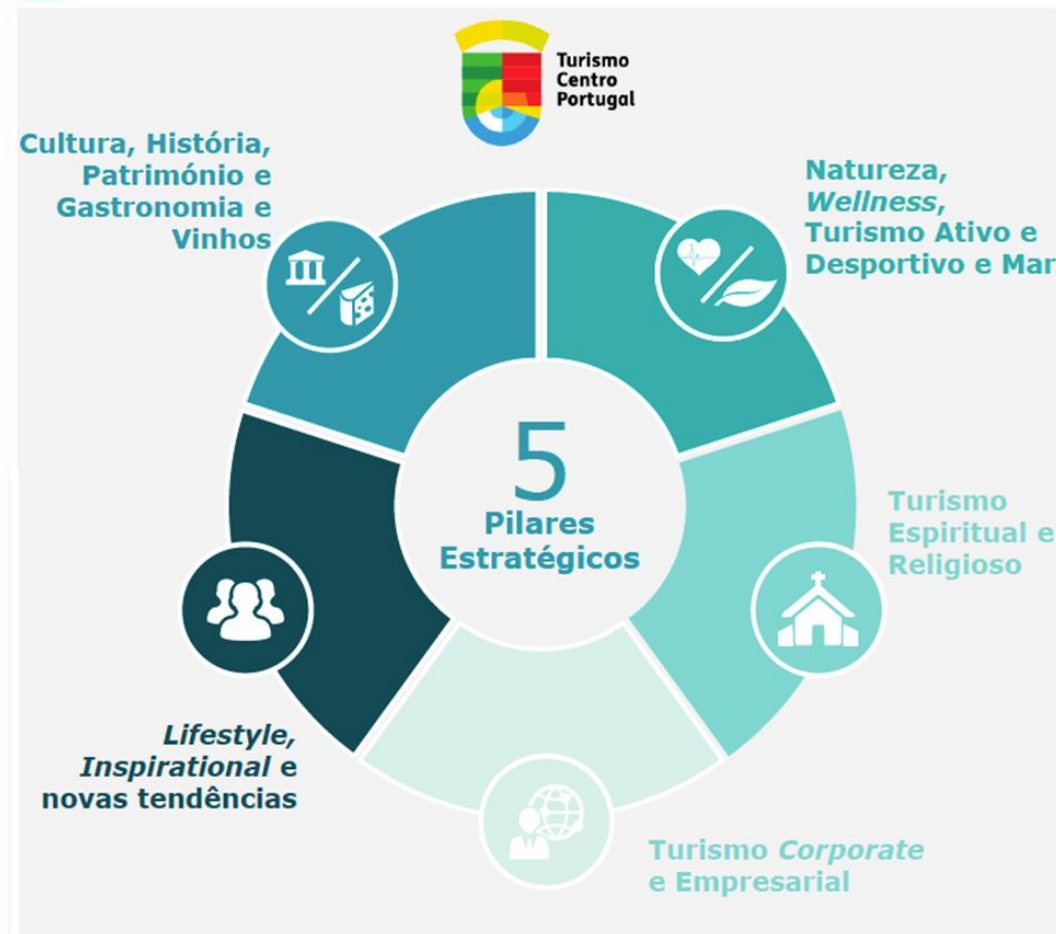 Turismo
Centro
Portugal
Cultura, História,
Património e
Gastronomia e
Vinhos
Natureza,
Wellness,
Turismo Ativo e
Desportivo e Mar
5
Pilares
Estratégicos
Turismo
Espiritual e
Religioso
Lifestyle,
Inspirational e
novas tendências
Turismo Corporate
e Empresarial